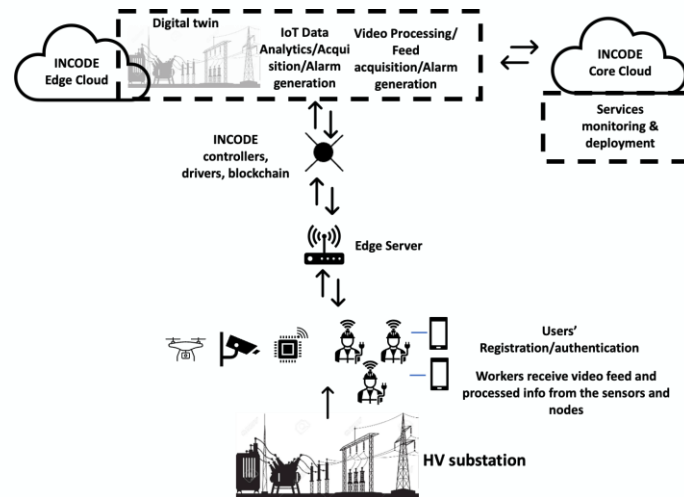 Digital twin
INCODE
Edge Cloud
IoT Data
Analytics/Acqui
sition/Alarm
generation
Video Processing/
Feed
acquisition/Alarm
generation
INCODE
Core Cloud
Services
monitoring &
deployment
INCODE
controllers,
drivers, blockchain
Edge Server
Users'
Registration/authentication
Workers receive video feed and
processed info from the sensors and
nodes
HV substation